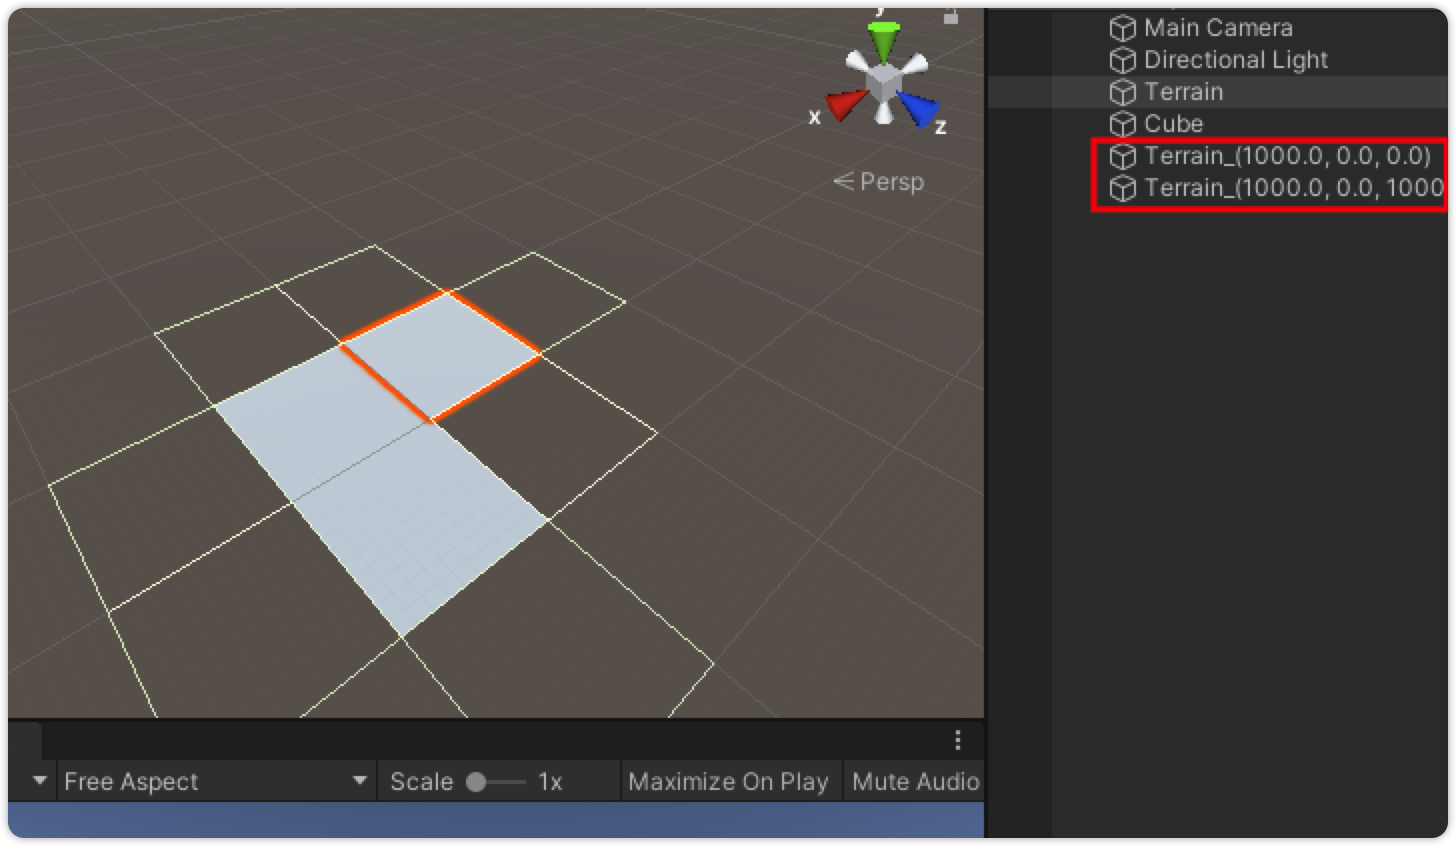 y
x
z
Persp
Main Camera
Directional Light
Terrain
Cube
Terrain_(1000.0, 0.0, 0.0)
Terrain_(1000.0, 0.0, 1000
Free Aspect
Scale 1x
Maximize On Play
Mute Audio